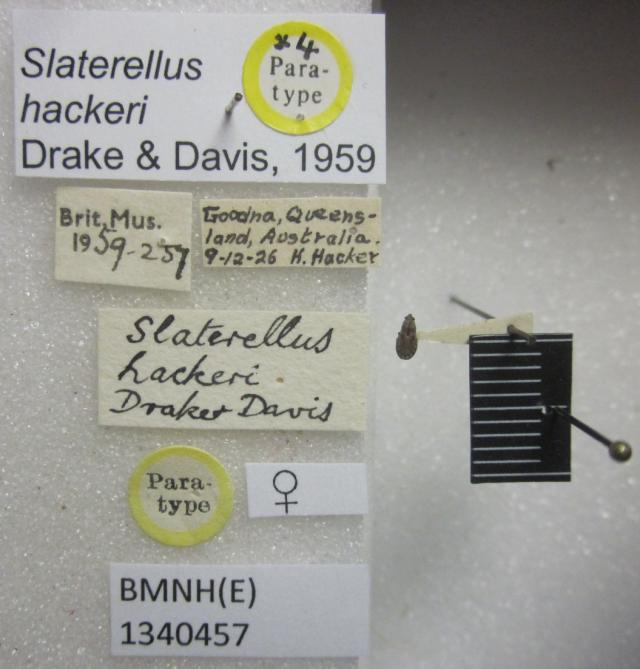 Slaterellus
hackeri
Drake & Davis, 1959
*4
Para-
type
Brit. Mus.
1959-257
Goodna, Queens-
land, Australia.
9-12-26 H. Hacker
Slaterellus
hackeri
Drake & Davis
Para-
type
♀
BMNH(E)
1340457